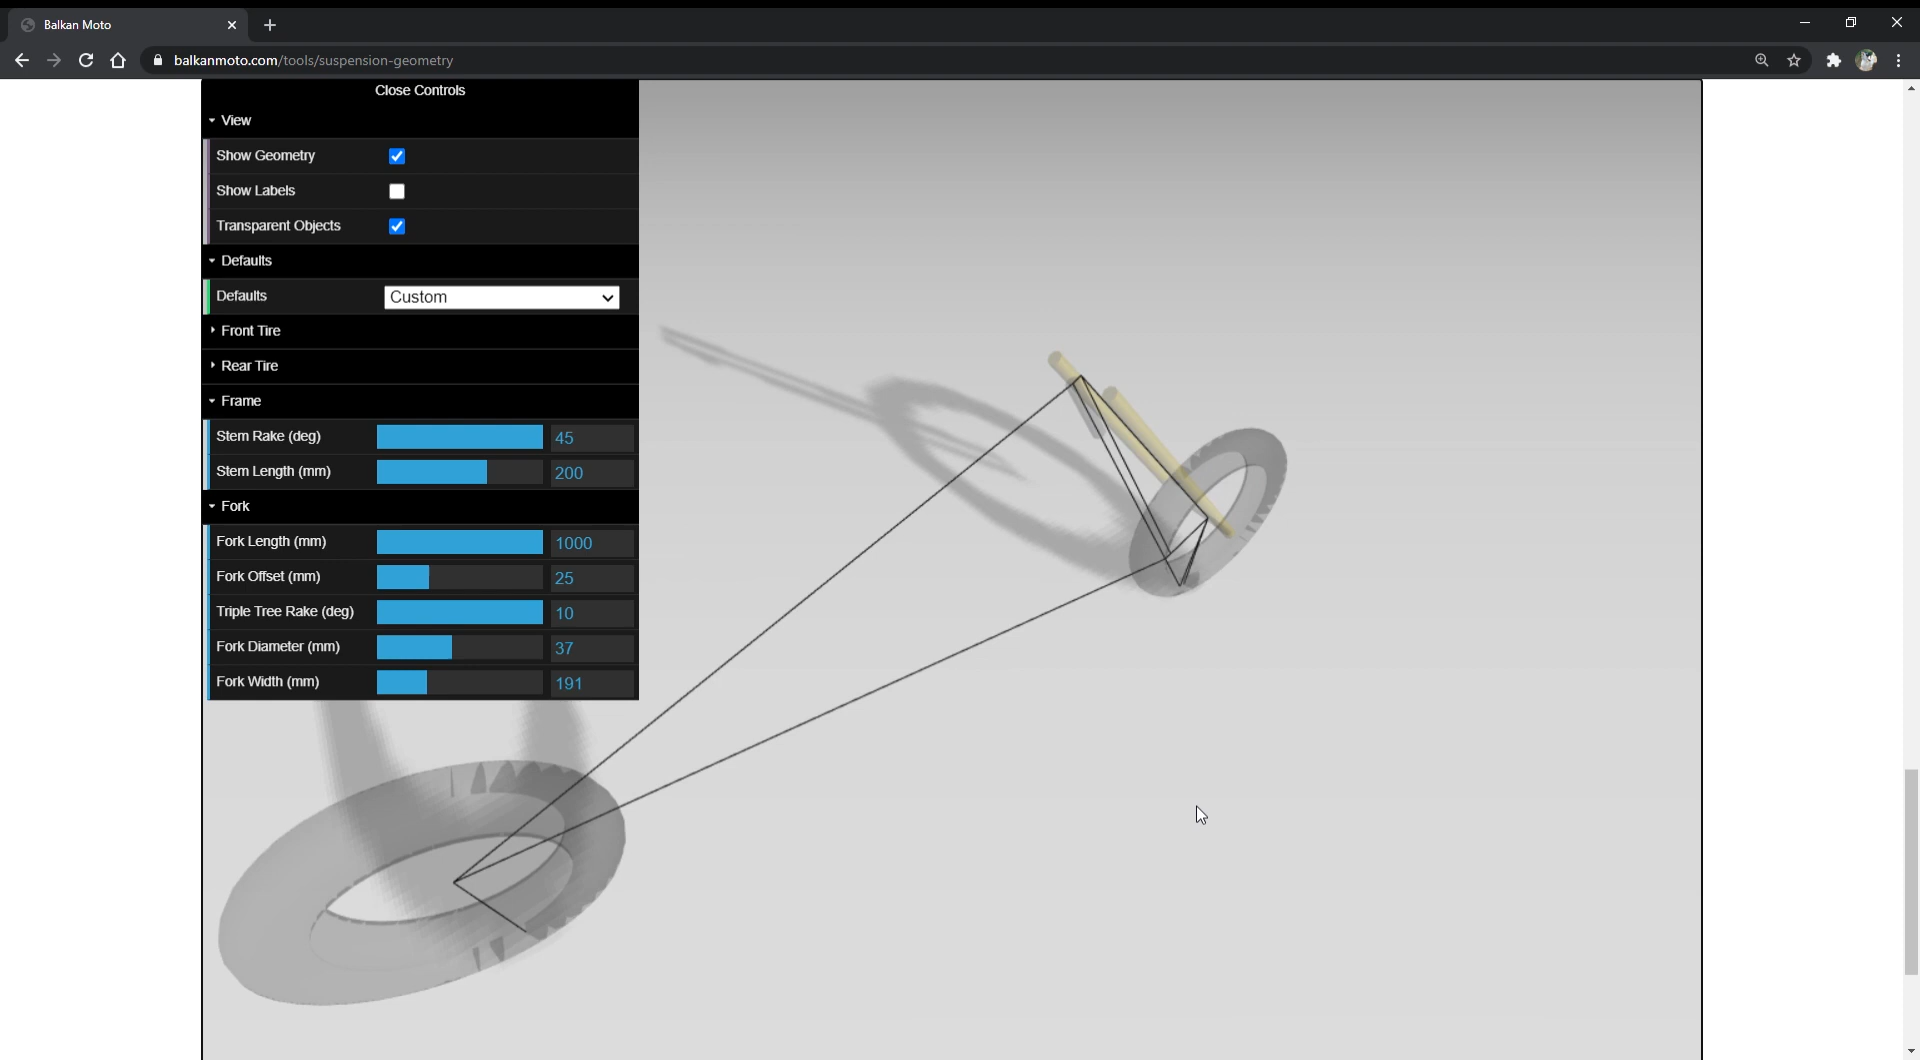 Balkan Moto
balkanmoto.com/tools/suspension-geometry
Close Controls
View
Show Geometry
Show Labels
Transparent Objects
Defaults
Defaults Custom
Front Tire
Rear Tire
Frame
Stem Rake (deg) 45
Stem Length (mm) 200
Fork
Fork Length (mm) 1000
Fork Offset (mm) 25
Triple Tree Rake (deg) 10
Fork Diameter (mm) 37
Fork Width (mm) 191